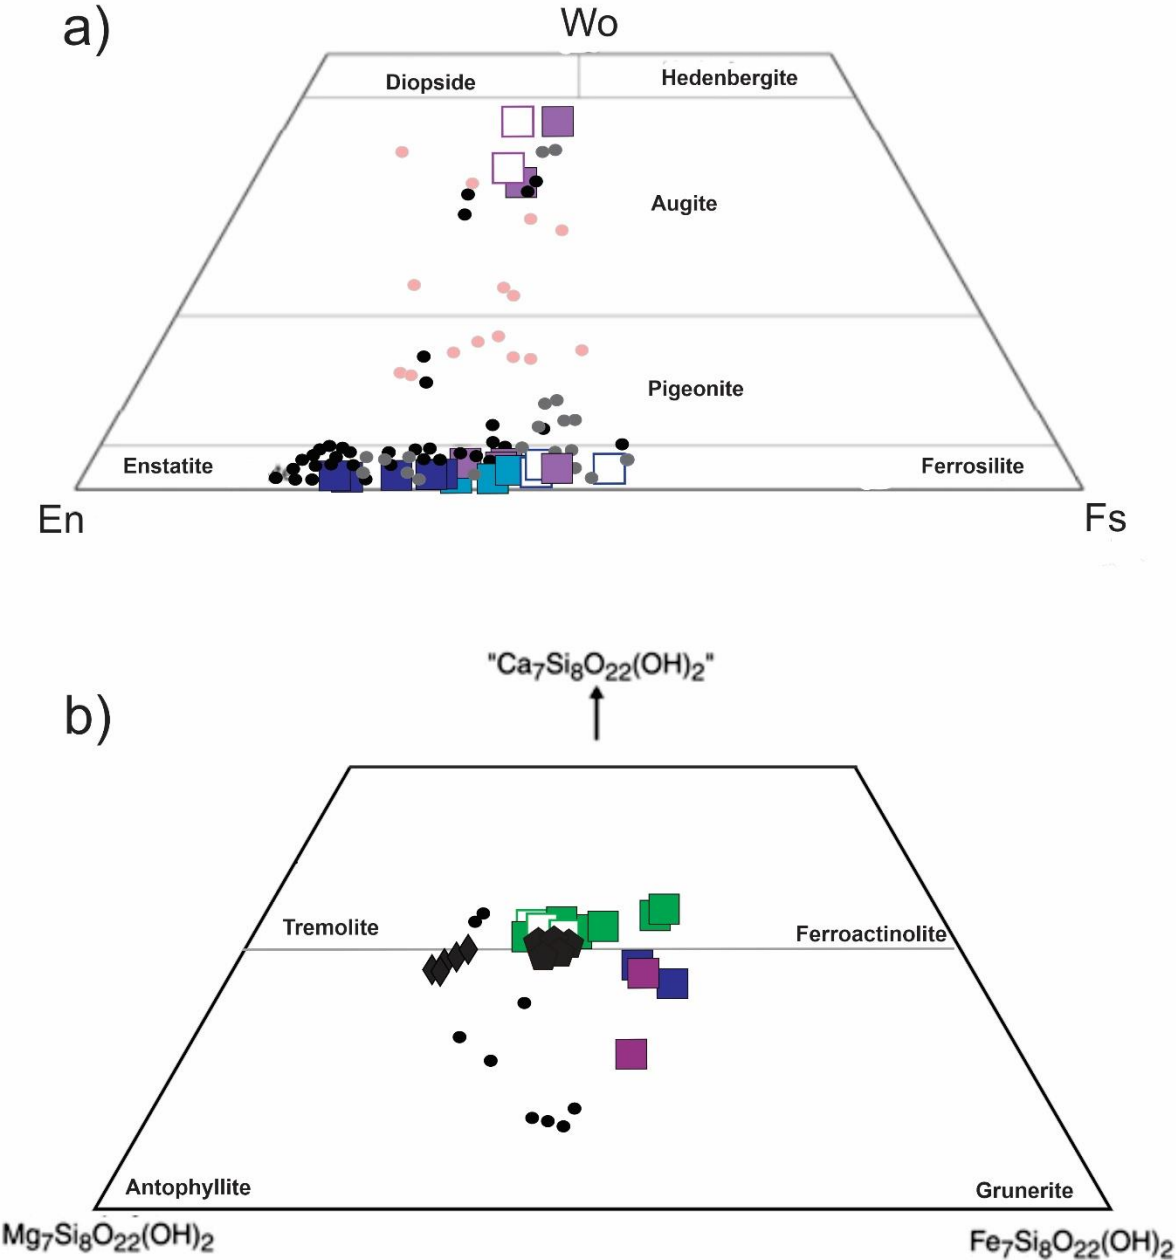 a)
Wo
Diopside
Hedenbergite
Augite
Pigeonite
Enstatite
Ferrosilite
En
Fs
"Ca₇Si₈O₂₂(OH)₂"
b)
Tremolite
Ferroactinolite
Antophyllite
Grunerite
Mg₇Si₈O₂₂(OH)₂
Fe₇Si₈O₂₂(OH)₂